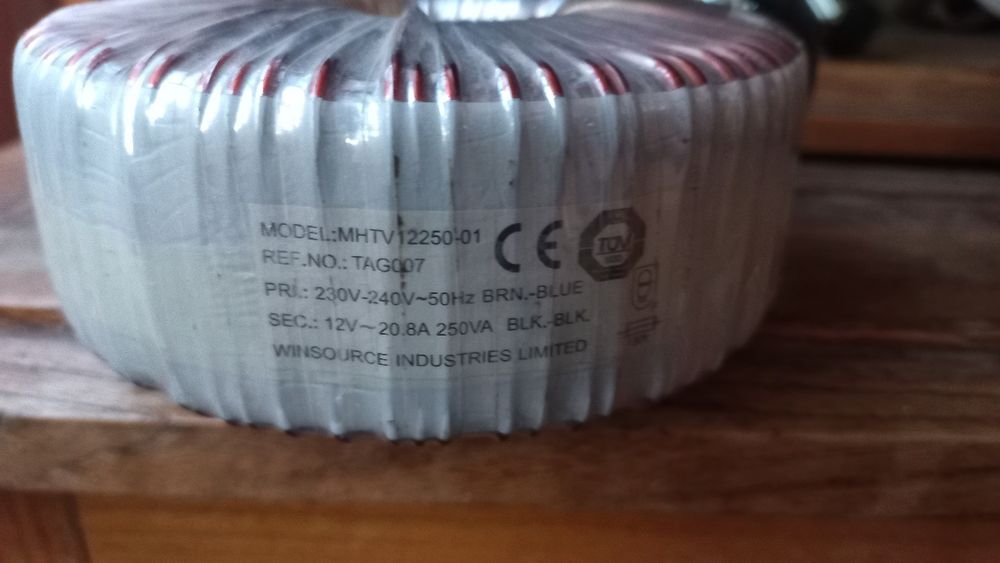 MODEL:MHTV12250-01
REF.NO.: TAG007
PRI.: 230V-240V~50Hz BRN.-BLUE
SEC.: 12V~20.8A 250VA BLK.-BLK.
WINSOURCE INDUSTRIES LIMITED
CE
TÜV